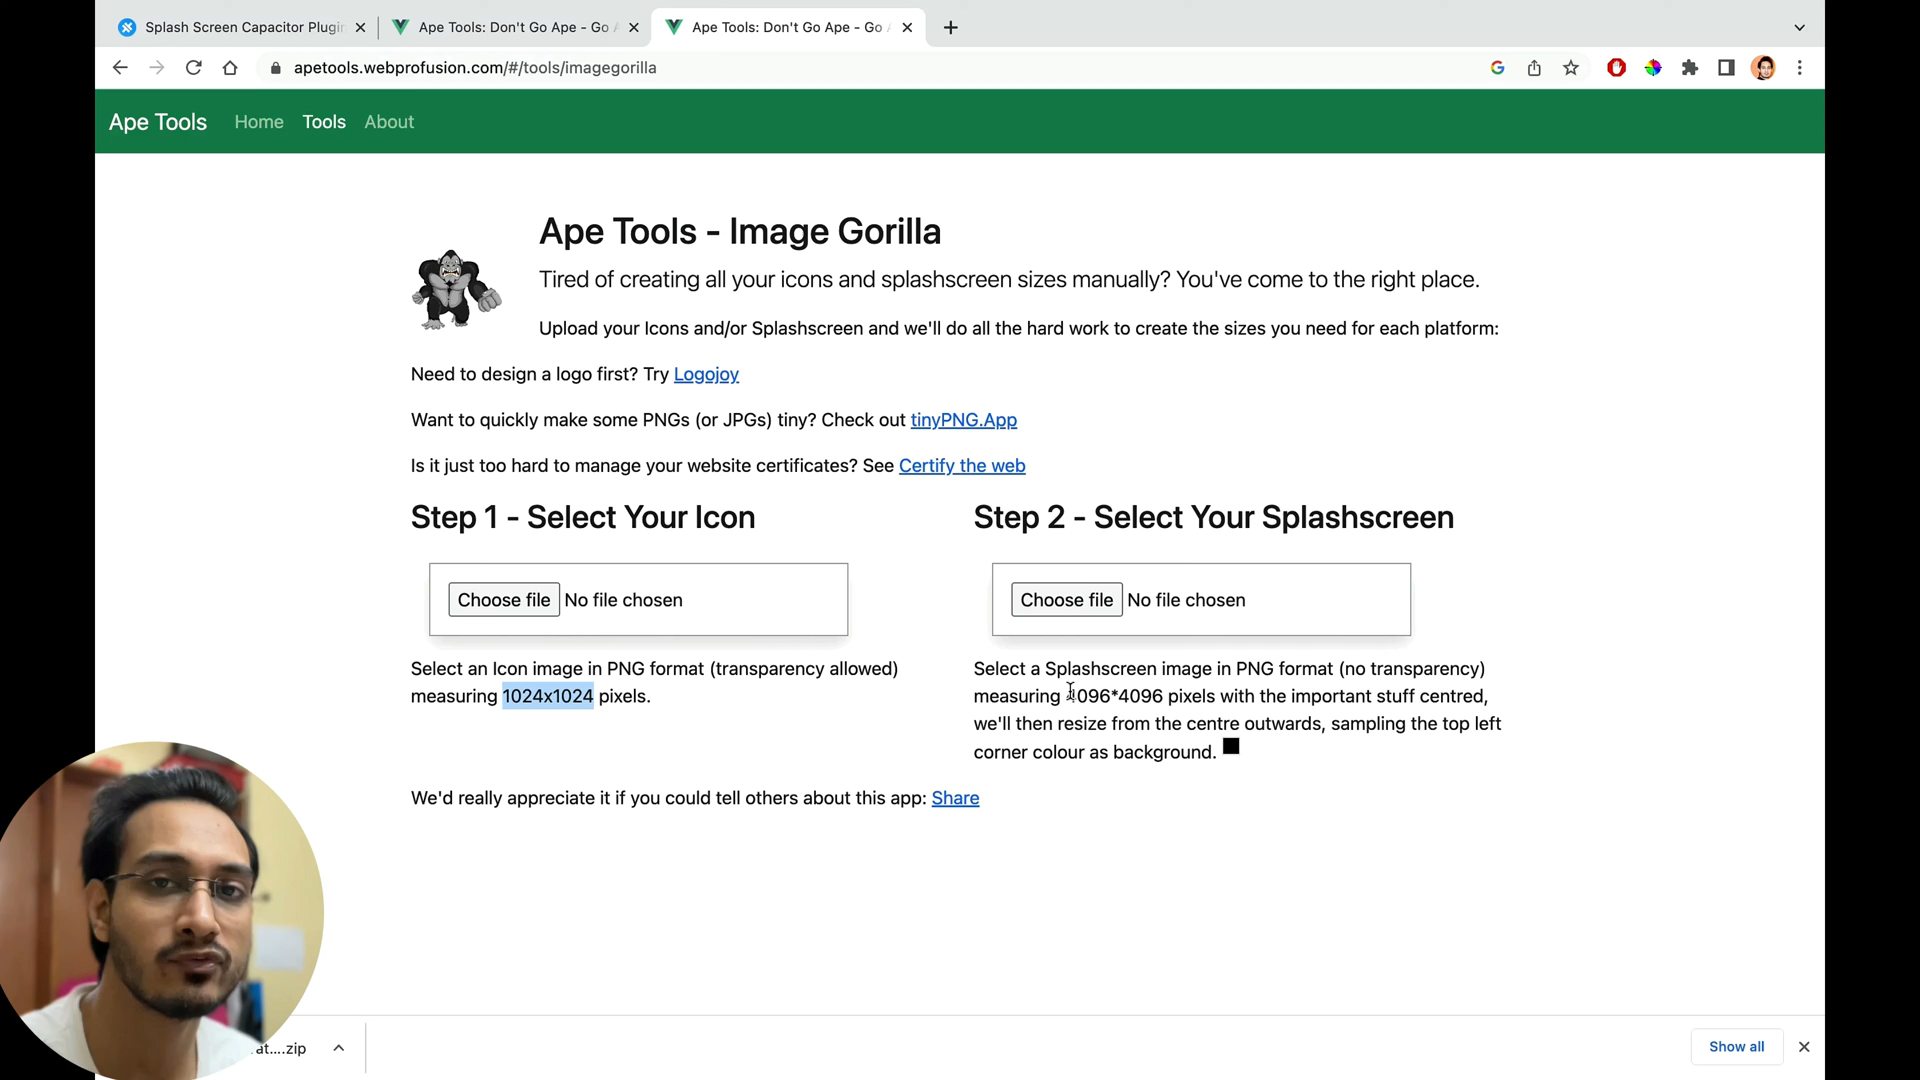 Splash Screen Capacitor Plugin
Ape Tools: Don't Go Ape - Go A
Ape Tools: Don't Go Ape - Go A
apetools.webprofusion.com/#/tools/imagegorilla
Ape Tools Home Tools About
Ape Tools - Image Gorilla
Tired of creating all your icons and splashscreen sizes manually? You've come to the right place.
Upload your Icons and/or Splashscreen and we'll do all the hard work to create the sizes you need for each platform:
Need to design a logo first? Try Logojoy
Want to quickly make some PNGs (or JPGs) tiny? Check out tinyPNG.App
Is it just too hard to manage your website certificates? See Certify the web
Step 1 - Select Your Icon
Choose file No file chosen
Select an Icon image in PNG format (transparency allowed)
measuring 1024x1024 pixels.
Step 2 - Select Your Splashscreen
Choose file No file chosen
Select a Splashscreen image in PNG format (no transparency)
measuring 4096*4096 pixels with the important stuff centred,
we'll then resize from the centre outwards, sampling the top left
corner colour as background.
We'd really appreciate it if you could tell others about this app: Share
at....zip
Show all